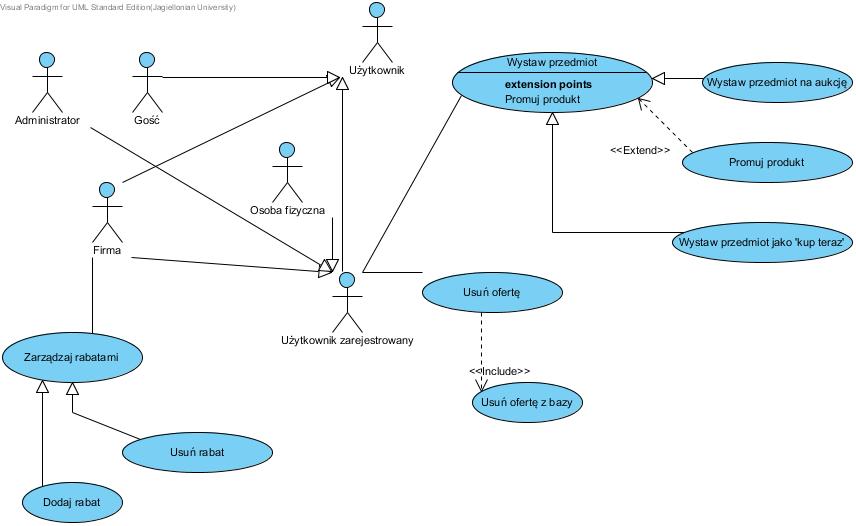 Visual Paradigm for UML Standard Edition(Jagiellonian University)
Użytkownik
Administrator
Gość
Wystaw przedmiot
extension points
Promuj produkt
Wystaw przedmiot na aukcję
<<Extend>>
Promuj produkt
Osoba fizyczna
Firma
Wystaw przedmiot jako 'kup teraz'
Usuń ofertę
Użytkownik zarejestrowany
Zarządzaj rabatami
<<Include>>
Usuń ofertę z bazy
Usuń rabat
Dodaj rabat